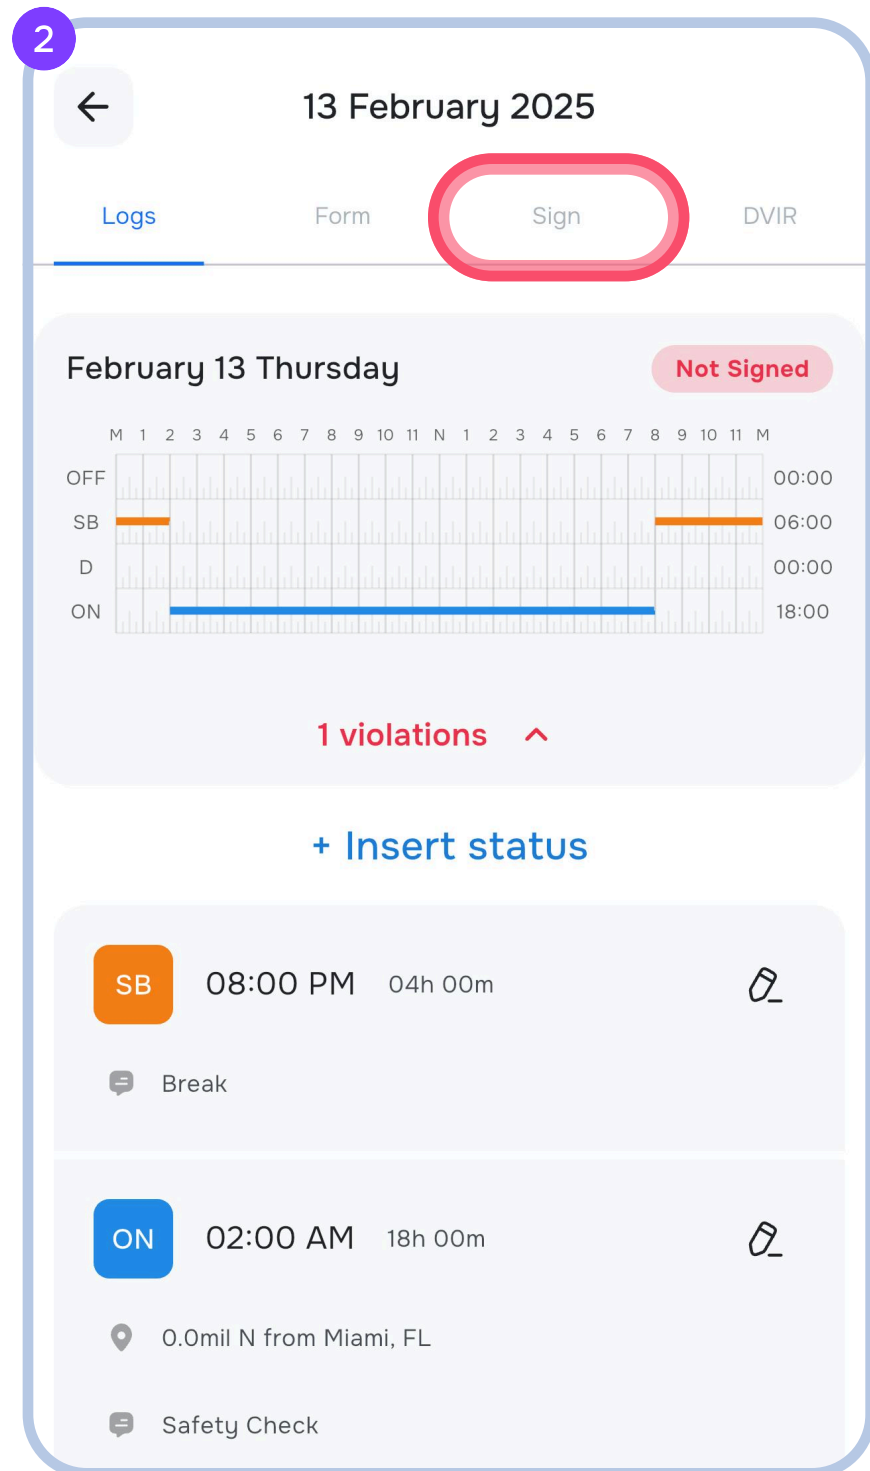 2
13 February 2025
Logs Form Sign DVIR
February 13 Thursday Not Signed
M 1 2 3 4 5 6 7 8 9 10 11 N 1 2 3 4 5 6 7 8 9 10 11 M
OFF 00:00
SB 06:00
D 00:00
ON 18:00
1 violations
+ Insert status
SB 08:00 PM 04h 00m
Break
ON 02:00 AM 18h 00m
0.0mil N from Miami, FL
Safety Check